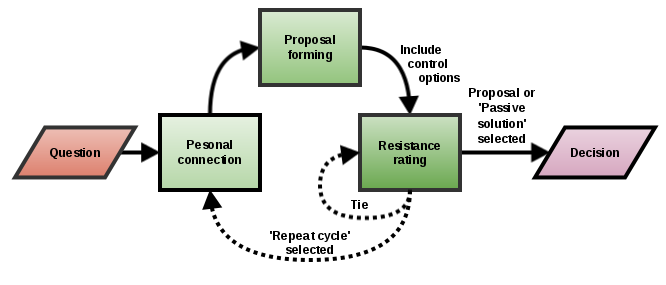 Proposal
forming
Include
control
options
Proposal or
'Passive
solution'
selected
Question
Pesonal
connection
Resistance
rating
Decision
Tie
'Repeat cycle'
selected